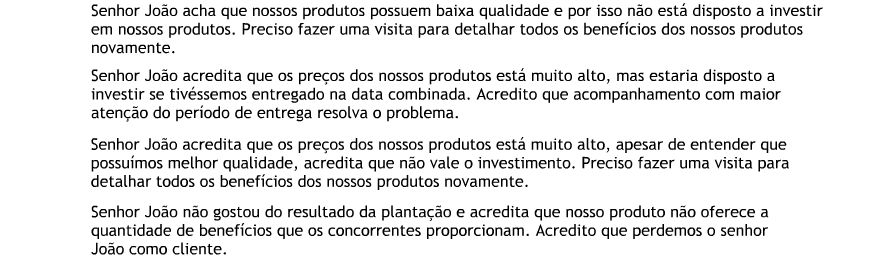 Senhor João acha que nossos produtos possuem baixa qualidade e por isso não está disposto a investir
em nossos produtos. Preciso fazer uma visita para detalhar todos os benefícios dos nossos produtos
novamente.
Senhor João acredita que os preços dos nossos produtos está muito alto, mas estaria disposto a
investir se tivéssemos entregado na data combinada. Acredito que acompanhamento com maior
atenção do período de entrega resolva o problema.
Senhor João acredita que os preços dos nossos produtos está muito alto, apesar de entender que
possuímos melhor qualidade, acredita que não vale o investimento. Preciso fazer uma visita para
detalhar todos os benefícios dos nossos produtos novamente.
Senhor João não gostou do resultado da plantação e acredita que nosso produto não oferece a
quantidade de benefícios que os concorrentes proporcionam. Acredito que perdemos o senhor
João como cliente.